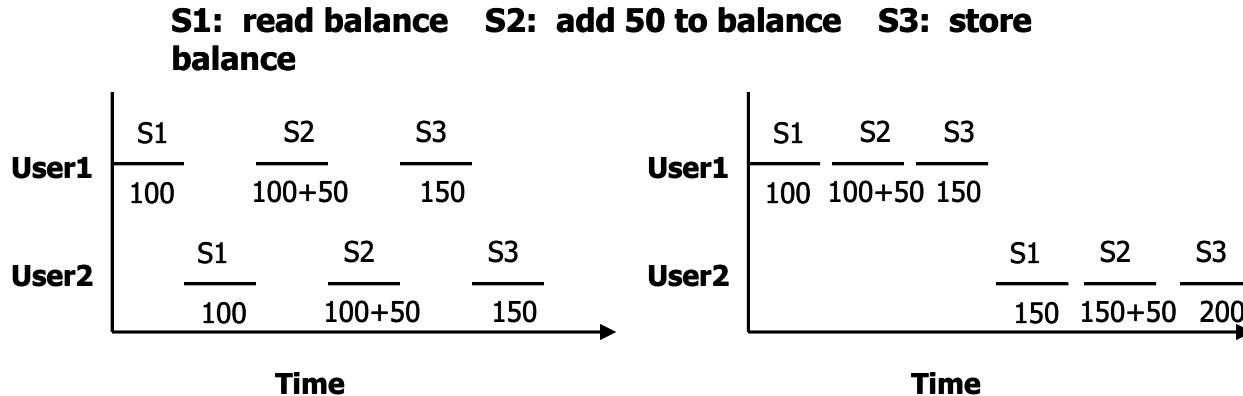 S1: read balance S2: add 50 to balance S3: store
balance
S1 S2 S3
User1
100 100+50 150
S1 S2 S3
User2
100 100+50 150
Time
S1 S2 S3
User1
100 100+50 150
S1 S2 S3
User2
150 150+50 200
Time